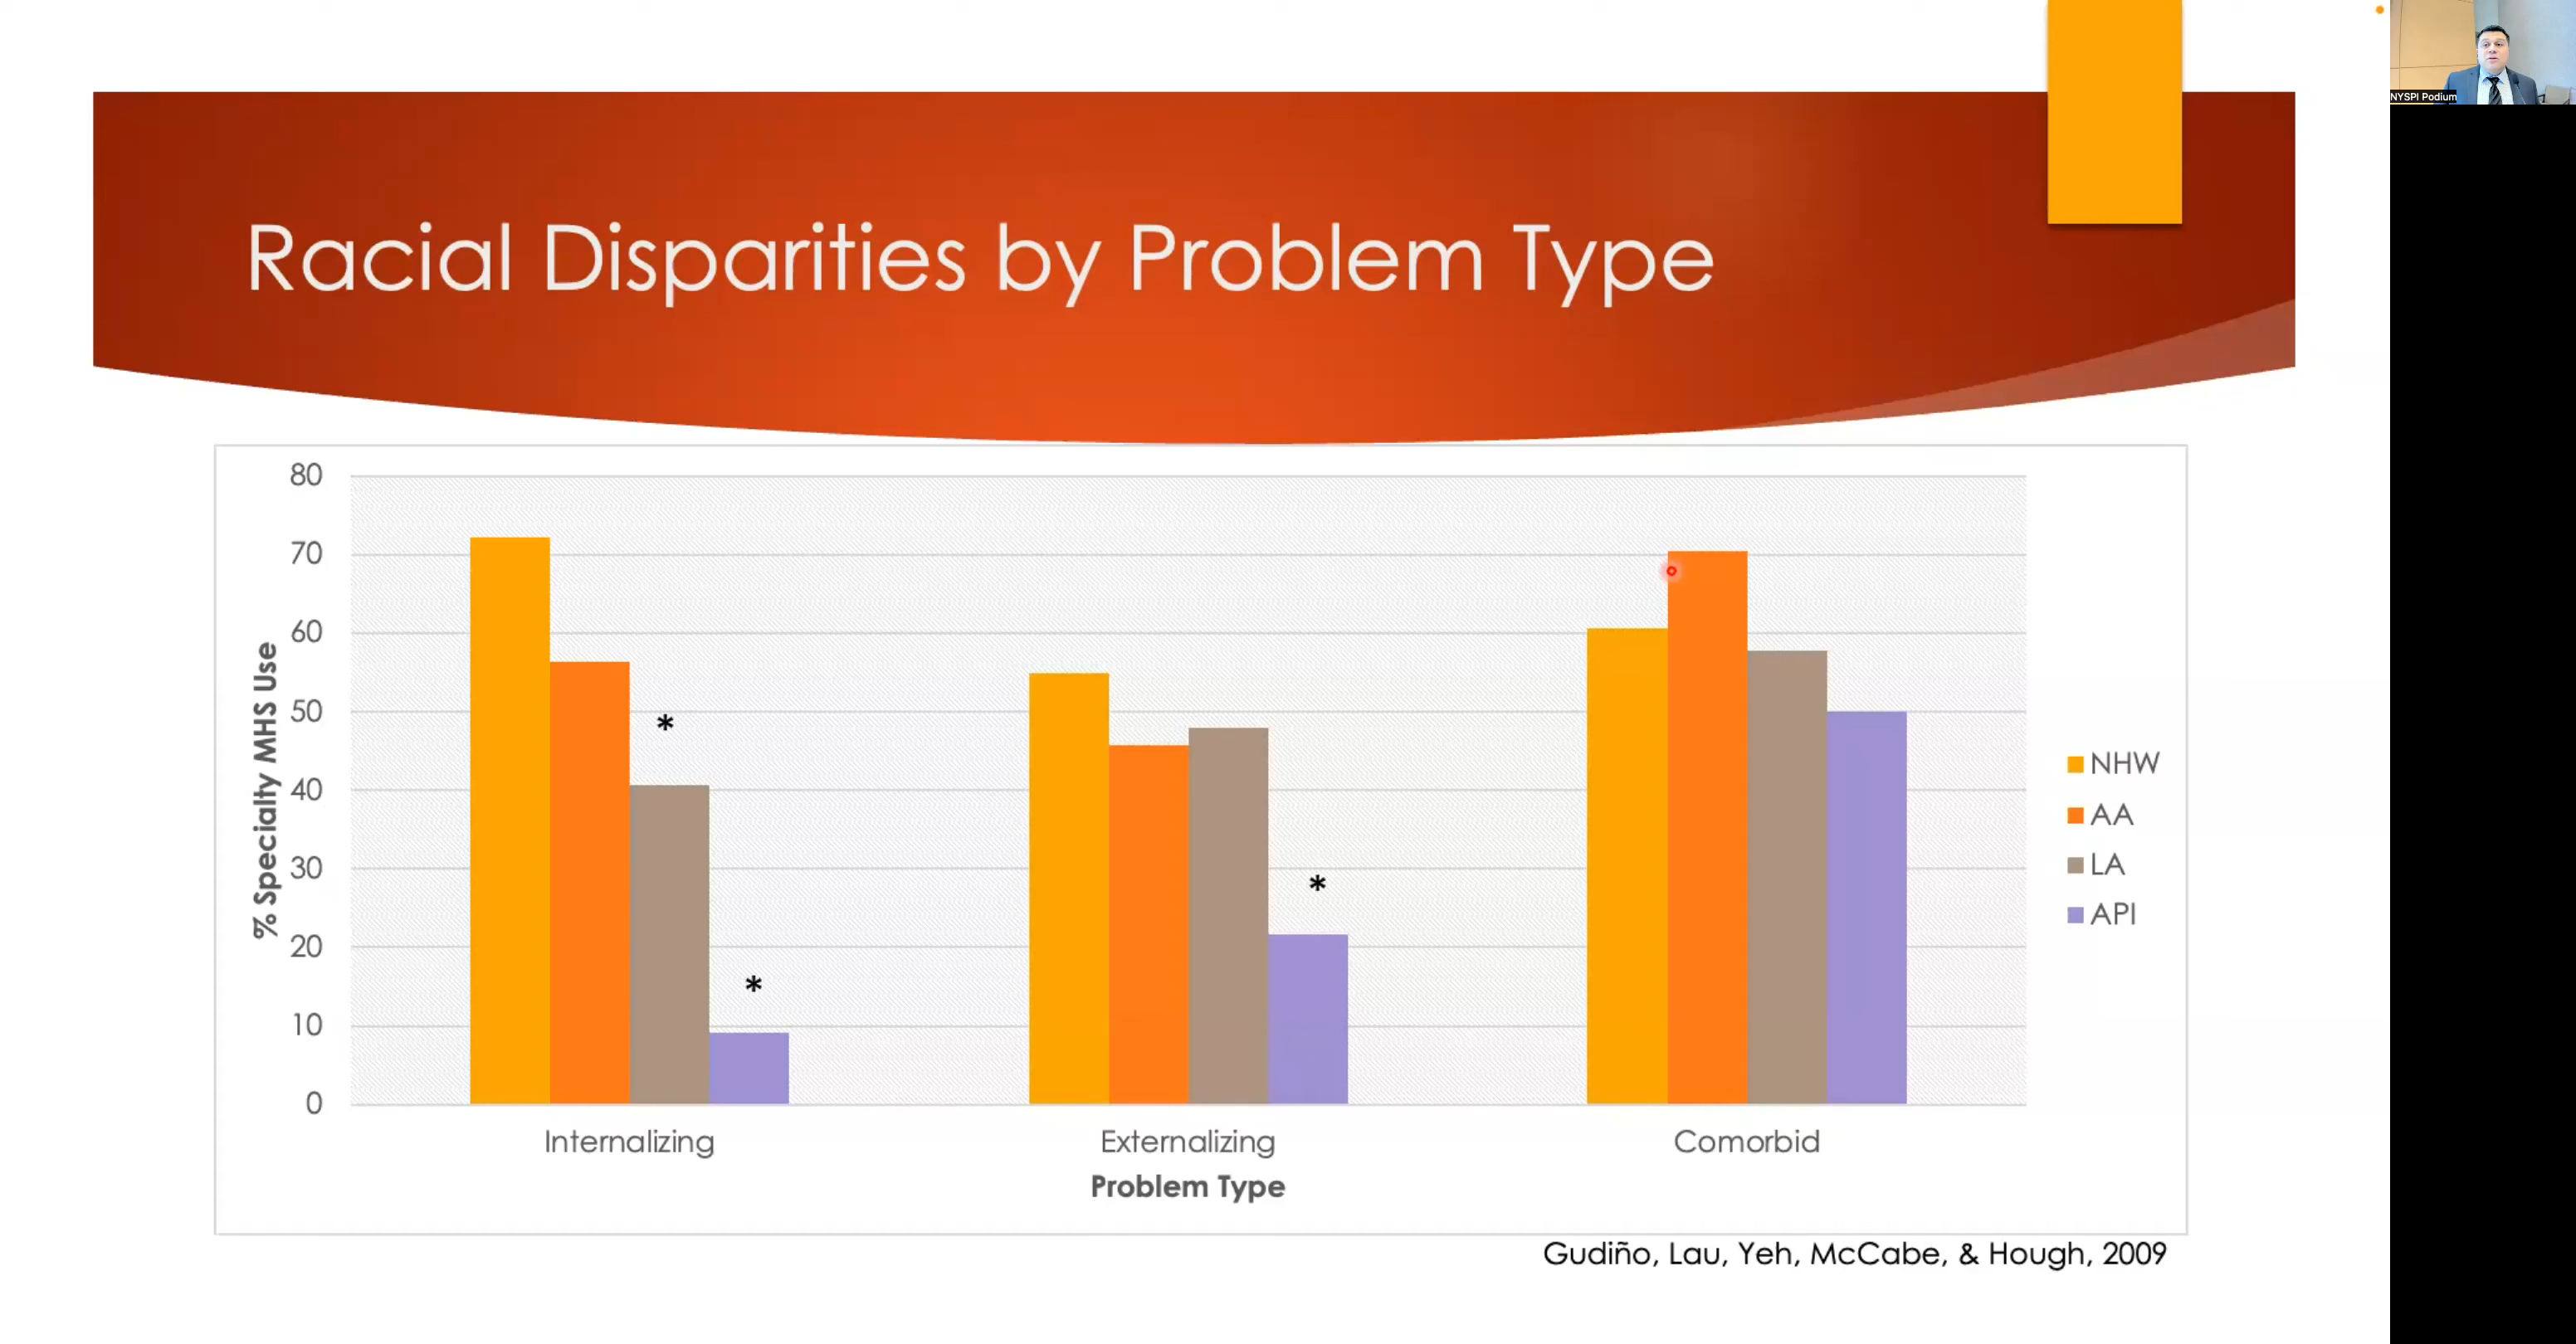 Racial Disparities by Problem Type
NYSPI Podium
80
70
60
50
40
30
20
10
0
% Specialty MHS Use
*
*
*
Internalizing
Externalizing
Comorbid
Problem Type
NHW
AA
LA
API
Gudiño, Lau, Yeh, McCabe, & Hough, 2009